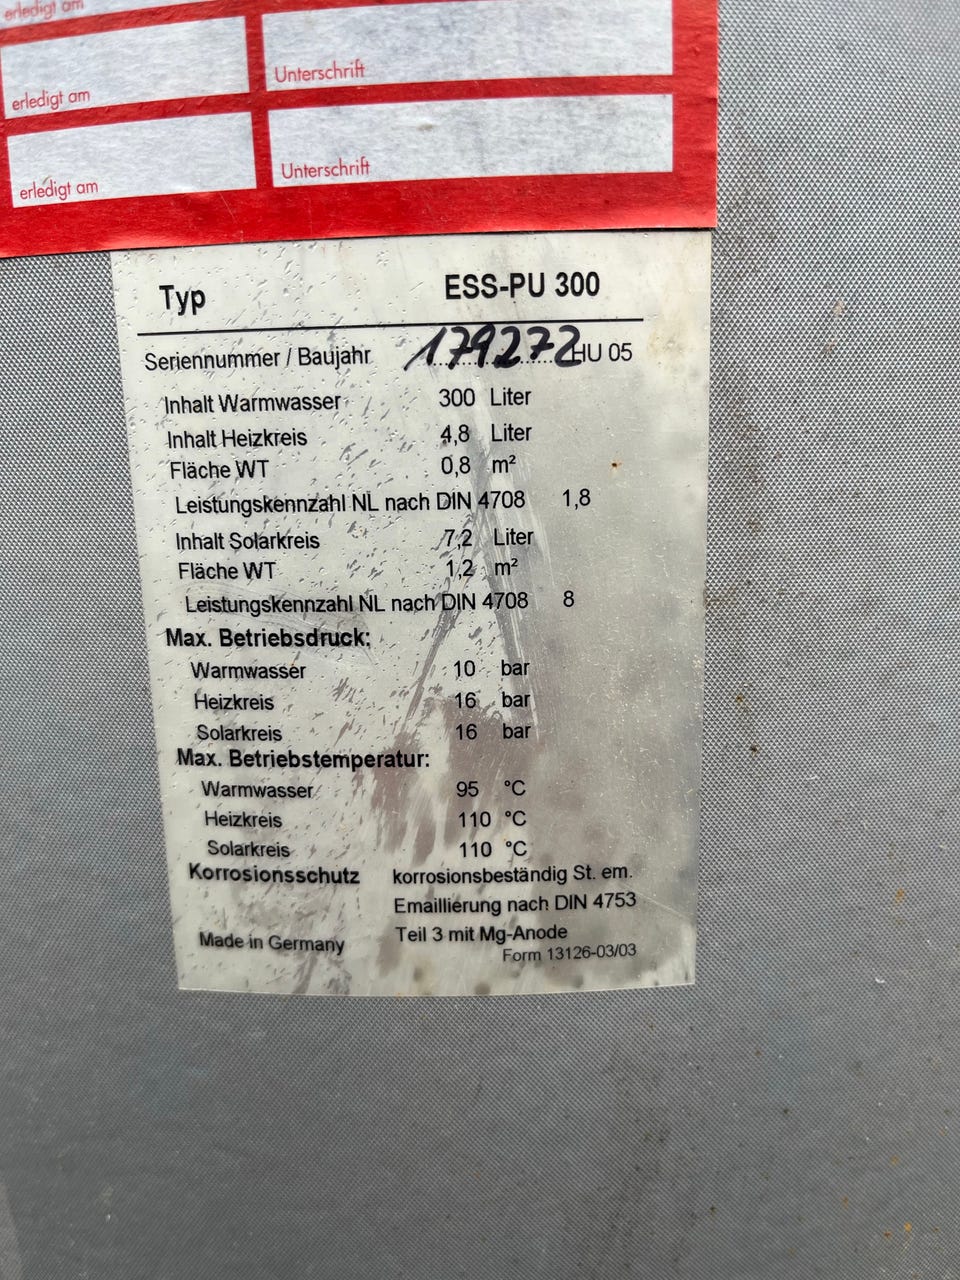 erledigt am
erledigt am Unterschrift
erledigt am Unterschrift
Typ ESS-PU 300
Seriennummer / Baujahr 179272 HU 05
Inhalt Warmwasser 300 Liter
Inhalt Heizkreis 4,8 Liter
Fläche WT 0,8 m²
Leistungskennzahl NL nach DIN 4708 1,8
Inhalt Solarkreis 7,2 Liter
Fläche WT 1,2 m²
Leistungskennzahl NL nach DIN 4708 8
Max. Betriebsdruck:
Warmwasser 10 bar
Heizkreis 16 bar
Solarkreis 16 bar
Max. Betriebstemperatur:
Warmwasser 95 °C
Heizkreis 110 °C
Solarkreis 110 °C
Korrosionsschutz korrosionsbeständig St. em.
Emaillierung nach DIN 4753
Teil 3 mit Mg-Anode
Made in Germany Form 13126-03/03